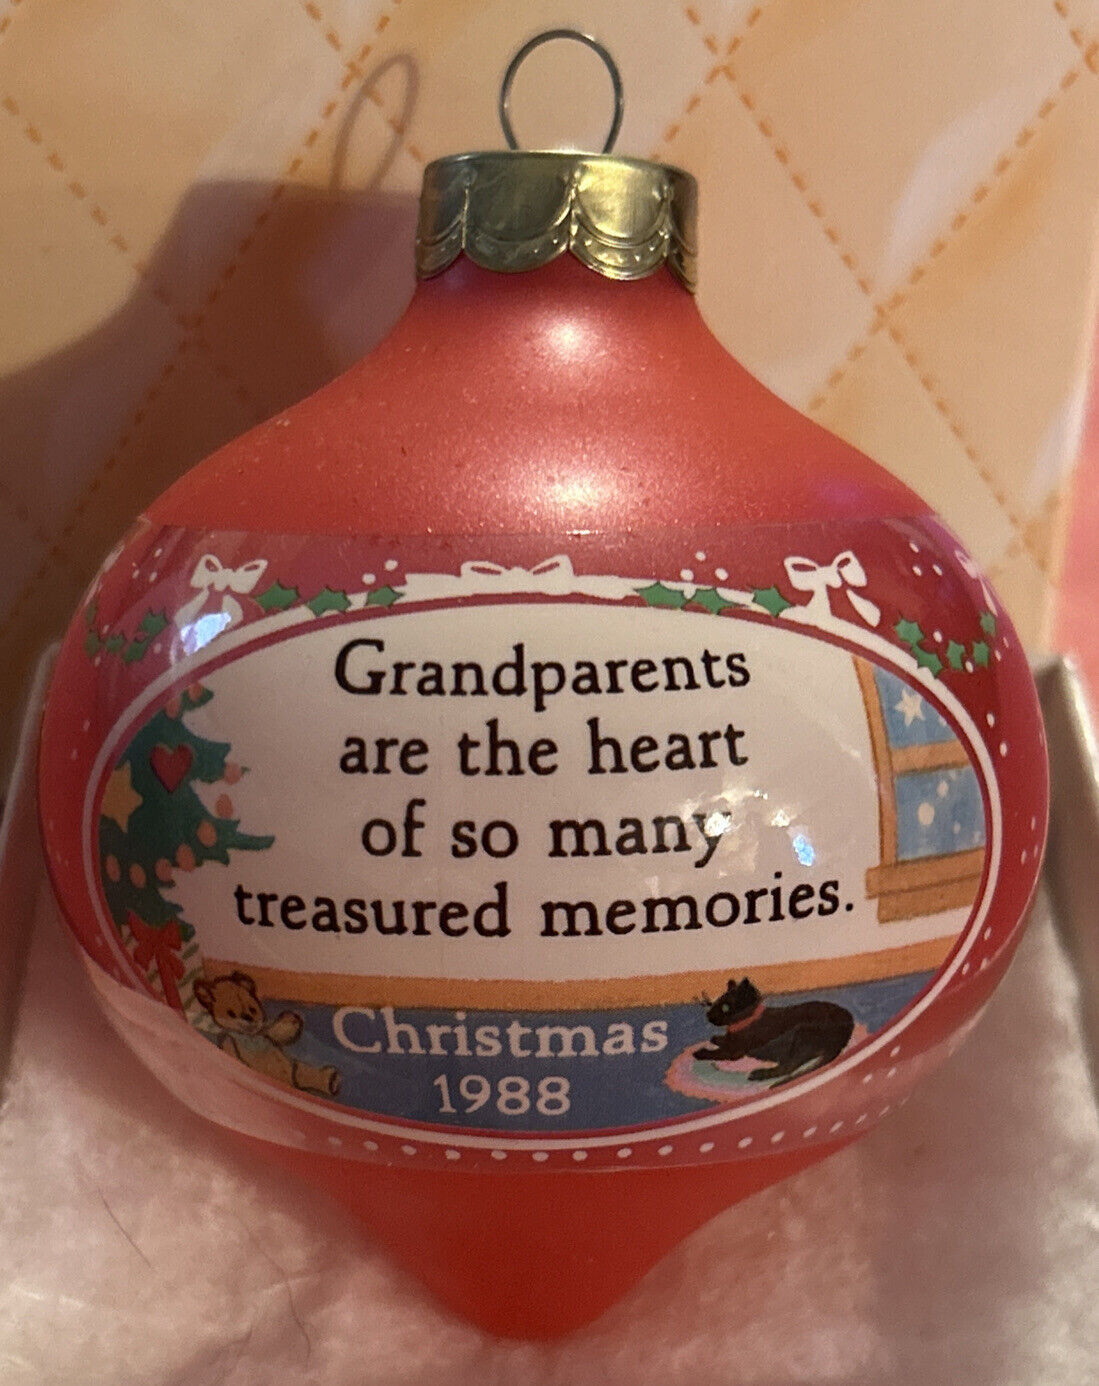 Grandparents
are the heart
of so many
treasured memories.
Christmas
1988